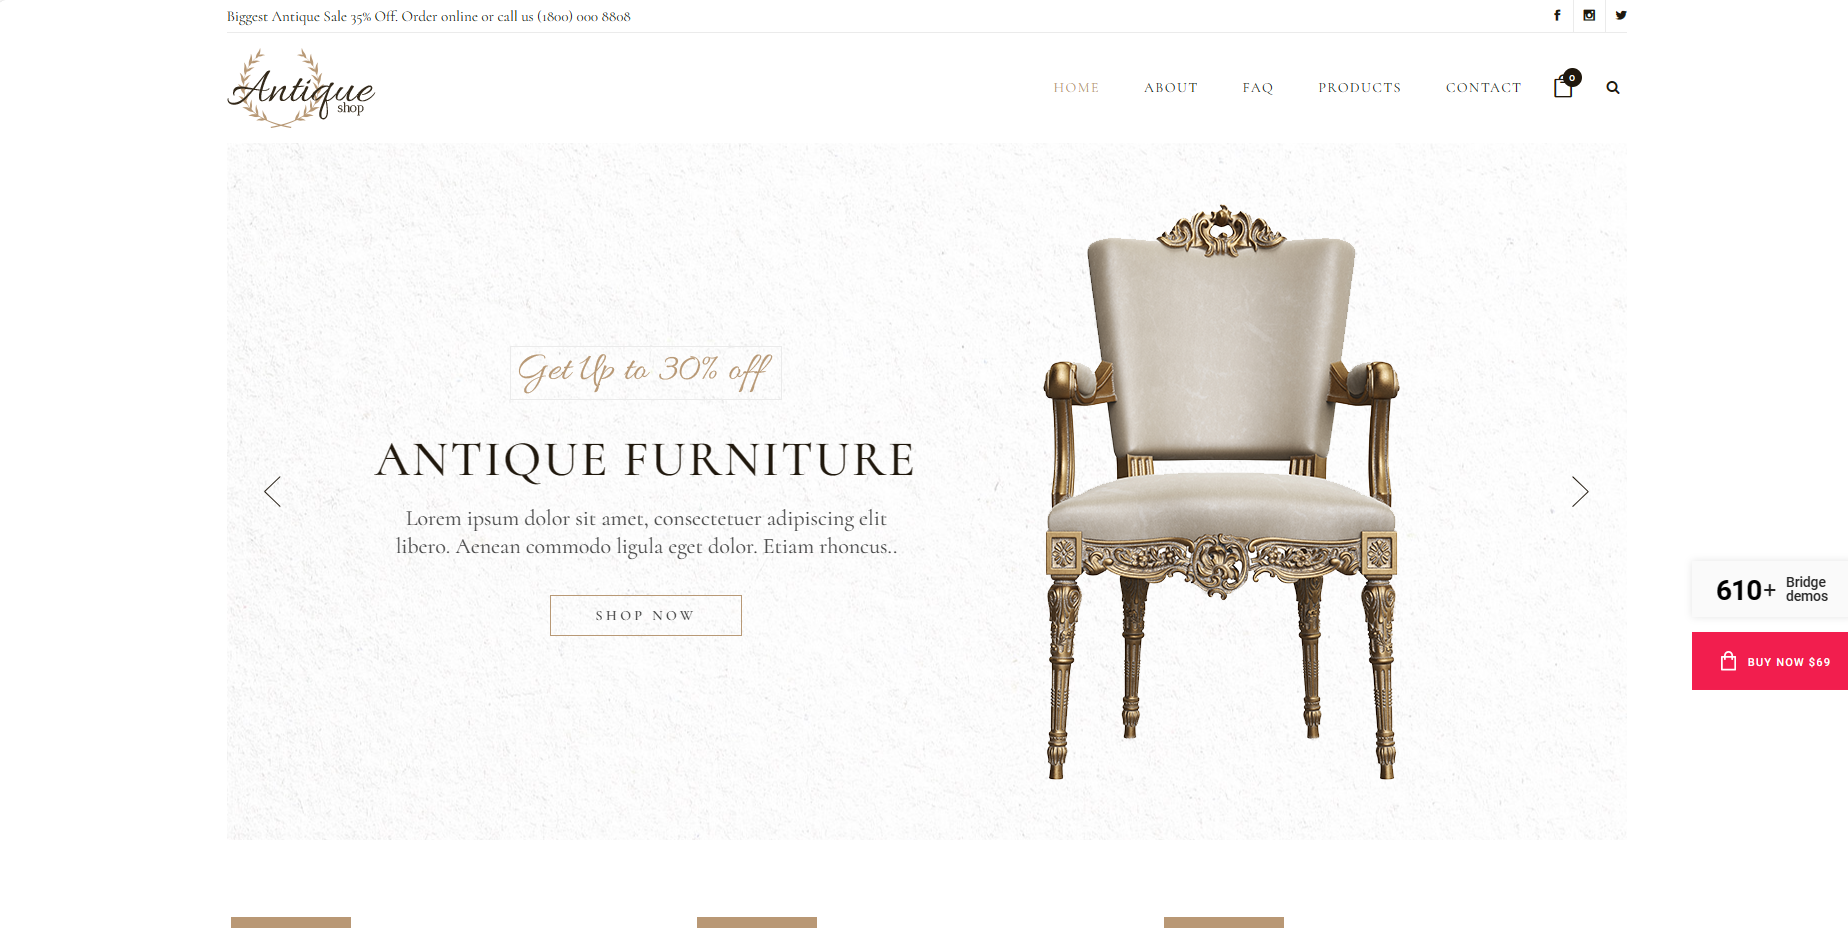 Biggest Antique Sale 35% Off. Order online or call us (1800) 000 8808
Antique
shop
HOME ABOUT FAQ PRODUCTS CONTACT
0
Get Up to 30% off
ANTIQUE FURNITURE
Lorem ipsum dolor sit amet, consectetuer adipiscing elit
libero. Aenean commodo ligula eget dolor. Etiam rhoncus..
SHOP NOW
610+ Bridge
demos
BUY NOW $69